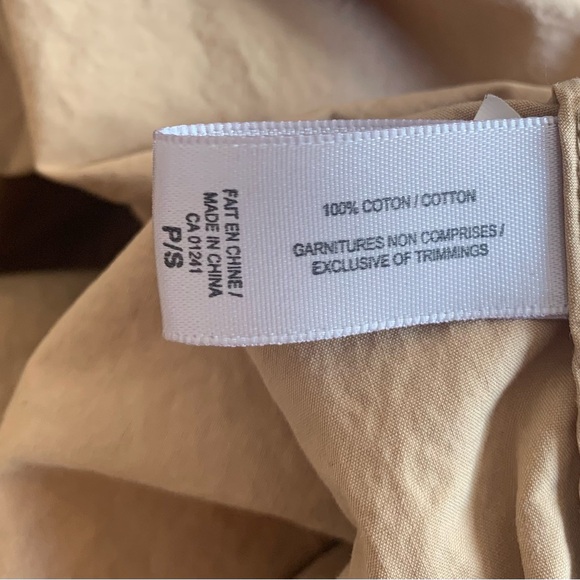 100% COTON / COTTON
GARNITURES NON COMPRISES /
EXCLUSIVE OF TRIMMINGS
FAIT EN CHINE /
MADE IN CHINA
CA 01241
P/S